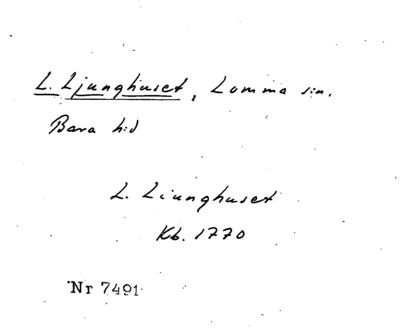 L. Ljunghuset, Lomma sn.
Bara hd
L. Liunghuset
Kb. 1770
Nr 7491